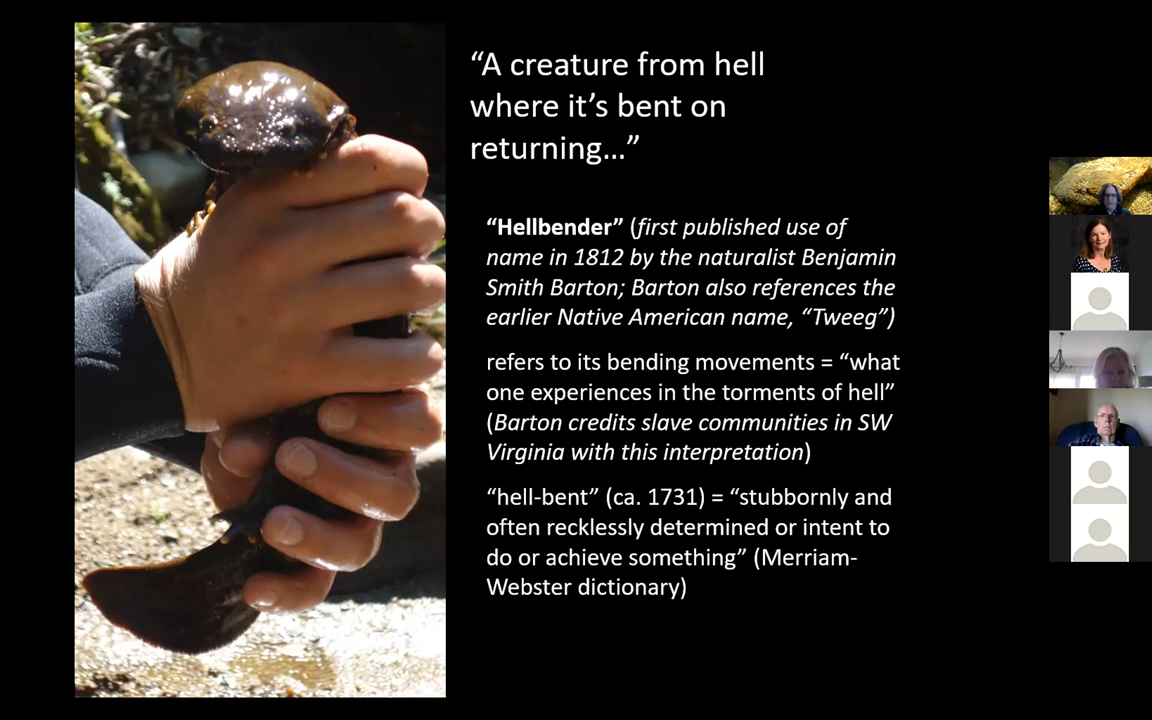 “A creature from hell
where it’s bent on
returning…”
“Hellbender” (first published use of
name in 1812 by the naturalist Benjamin
Smith Barton; Barton also references the
earlier Native American name, “Tweeg”)
refers to its bending movements = “what
one experiences in the torments of hell”
(Barton credits slave communities in SW
Virginia with this interpretation)
“hell-bent” (ca. 1731) = “stubbornly and
often recklessly determined or intent to
do or achieve something” (Merriam-
Webster dictionary)